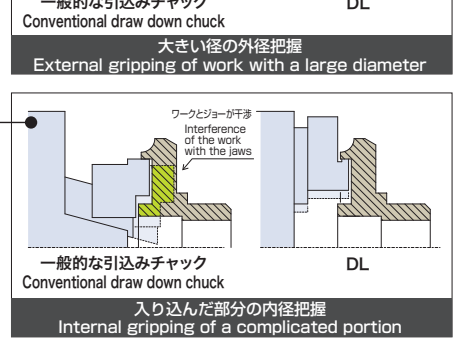 一般的な引込みチャック
DL
Conventional draw down chuck
大きい径の外径把握
External gripping of work with a large diameter
ワークとジョーが干渉
Interference
of the work
with the jaws
一般的な引込みチャック
DL
Conventional draw down chuck
入り込んだ部分の内径把握
Internal gripping of a complicated portion